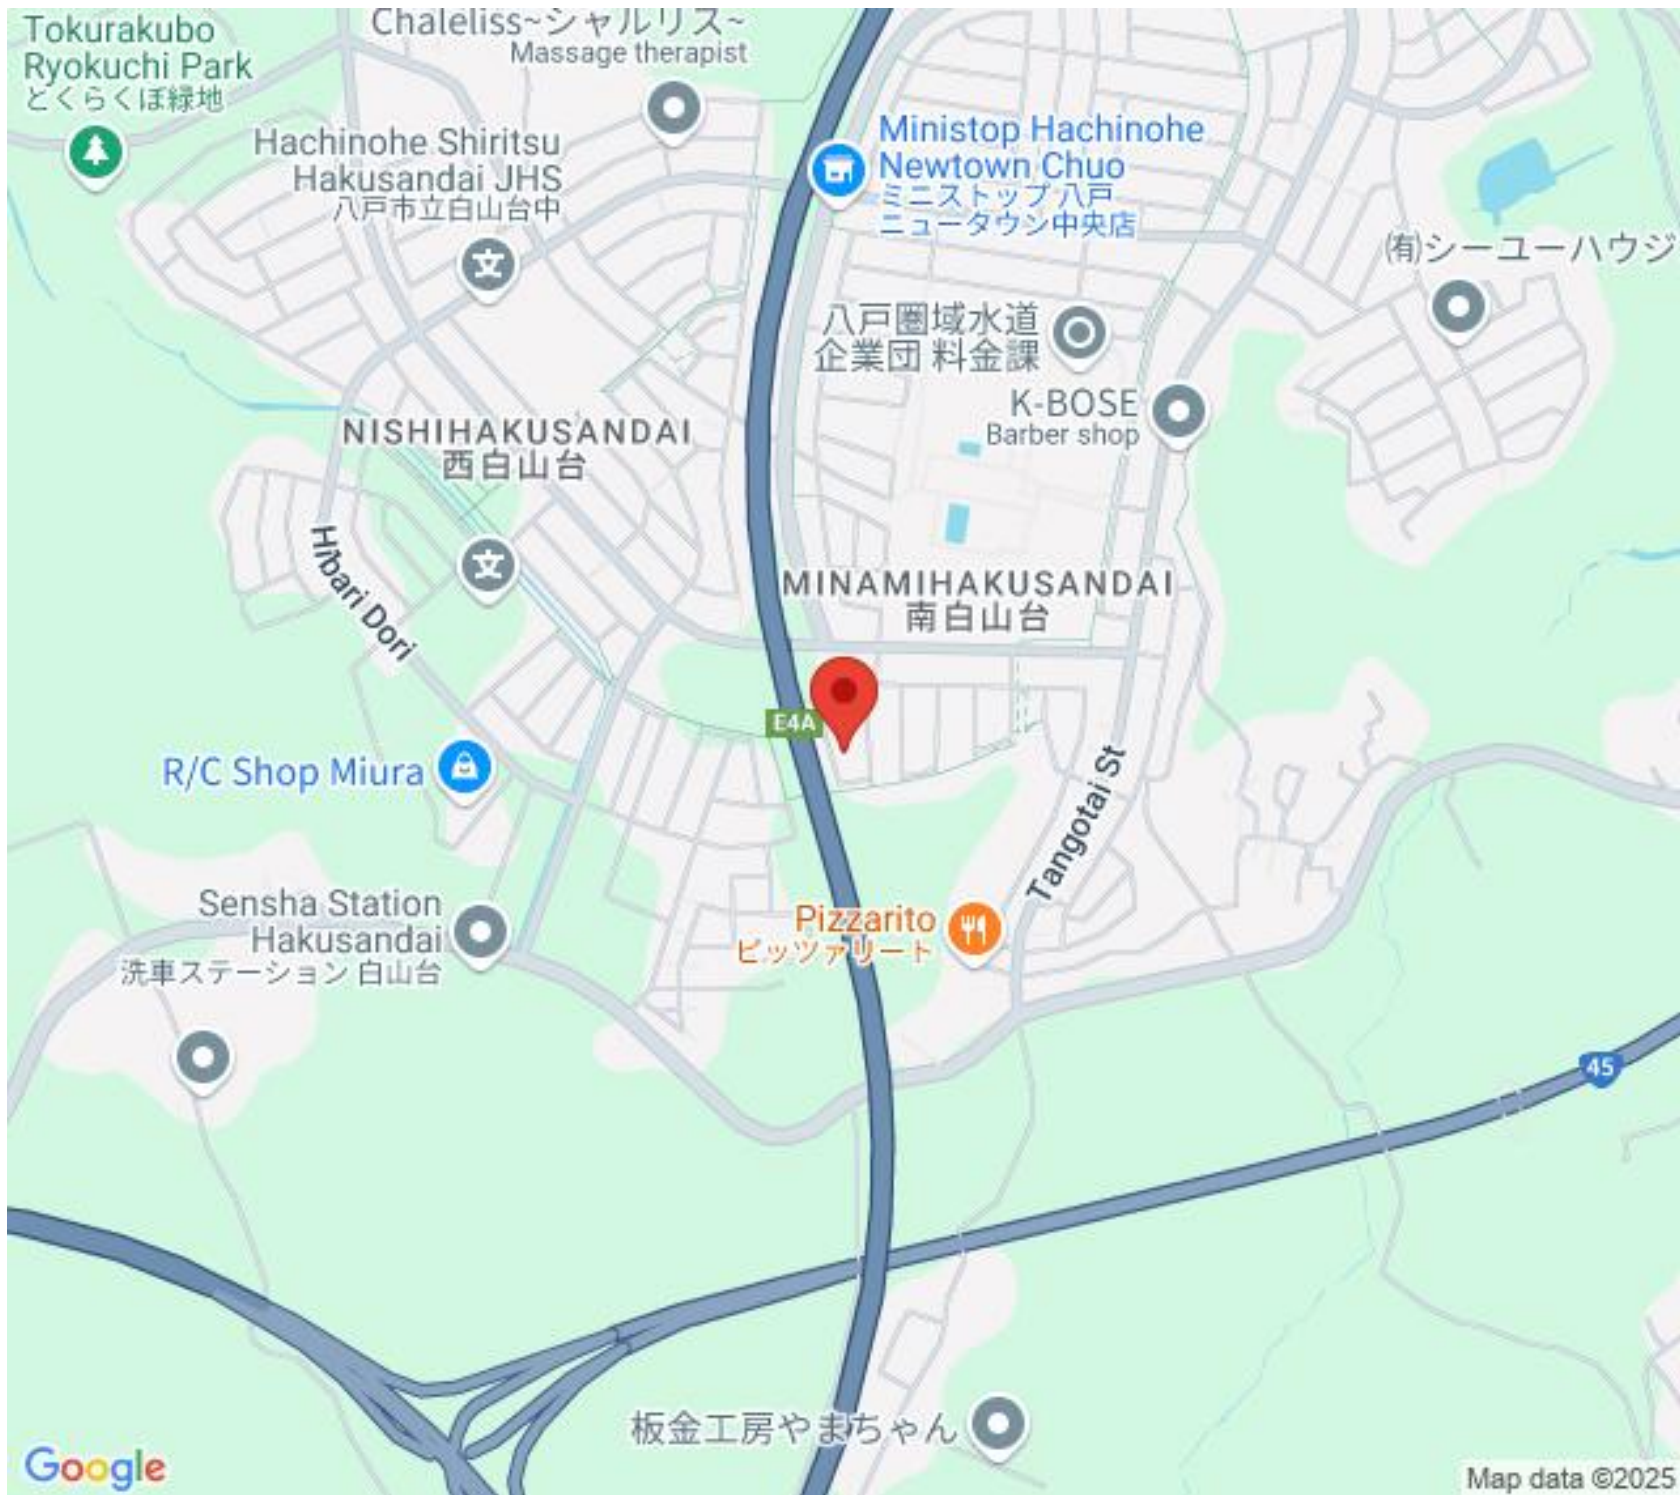 Tokurakubo
Ryokuchi Park
とくらくぼ緑地
Chaleliss~シャルリス~
Massage therapist
Hachinohe Shiritsu
Hakusandai JHS
八戸市立白山台中
文
Ministop Hachinohe
Newtown Chuo
ミニストップ 八戸
ニュータウン中央店
㈲シーユーハウジ
八戸圏域水道
企業団 料金課
K-BOSE
Barber shop
NISHIHAKUSANDAI
西白山台
Hibari Dori
文
MINAMIHAKUSANDAI
南白山台
E4A
R/C Shop Miura
Tangotai St
Sensha Station
Hakusandai
洗車ステーション 白山台
Pizzarito
ピッツァリート
45
板金工房やまちゃん
Google
Map data ©2025